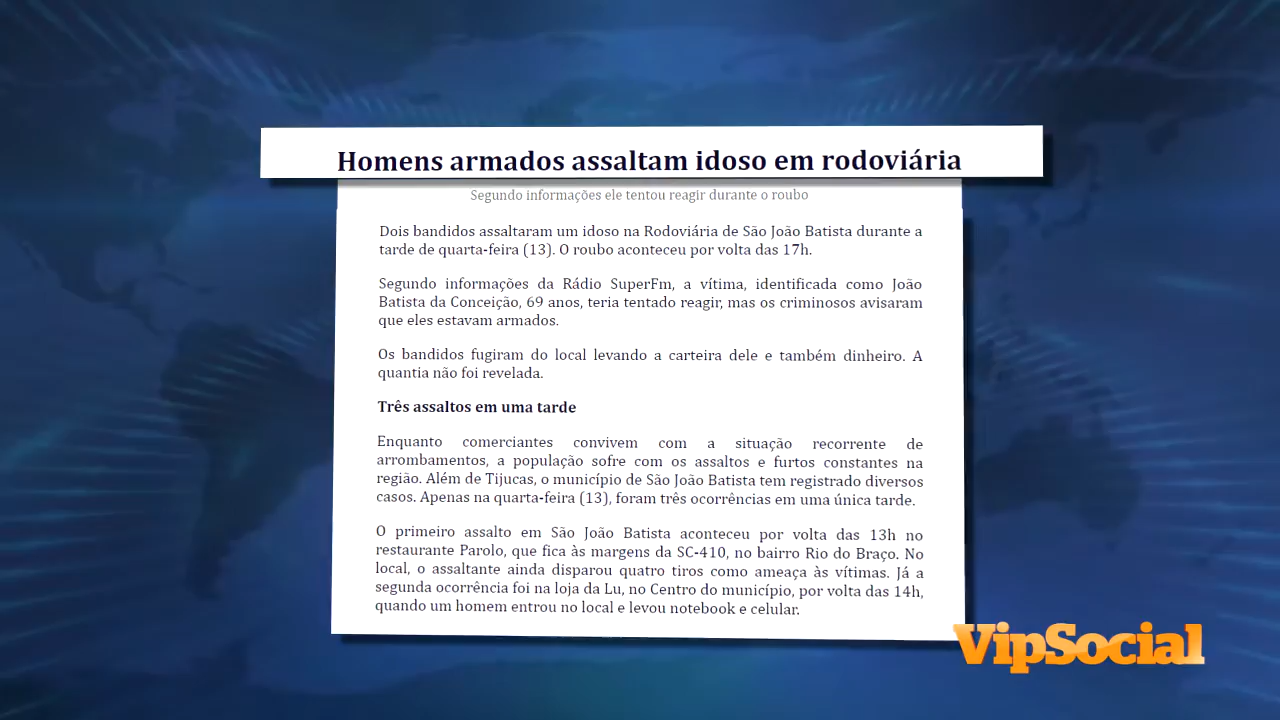 Homens armados assaltam idoso em rodoviária
Segundo informações ele tentou reagir durante o roubo
Dois bandidos assaltaram um idoso na Rodoviária de São João Batista durante a
tarde de quarta-feira (13). O roubo aconteceu por volta das 17h.
Segundo informações da Rádio SuperFm, a vítima, identificada como João
Batista da Conceição, 69 anos, teria tentado reagir, mas os criminosos avisaram
que eles estavam armados.
Os bandidos fugiram do local levando a carteira dele e também dinheiro. A
quantia não foi revelada.
Três assaltos em uma tarde
Enquanto comerciantes convivem com a situação recorrente de
arrombamentos, a população sofre com os assaltos e furtos constantes na
região. Além de Tijucas, o município de São João Batista tem registrado diversos
casos. Apenas na quarta-feira (13), foram três ocorrências em uma única tarde.
O primeiro assalto em São João Batista aconteceu por volta das 13h no
restaurante Parolo, que fica às margens da SC-410, no bairro Rio do Braço. No
local, o assaltante ainda disparou quatro tiros como ameaça às vítimas. Já a
segunda ocorrência foi na loja da Lu, no Centro do município, por volta das 14h,
quando um homem entrou no local e levou notebook e celular.
VipSocial